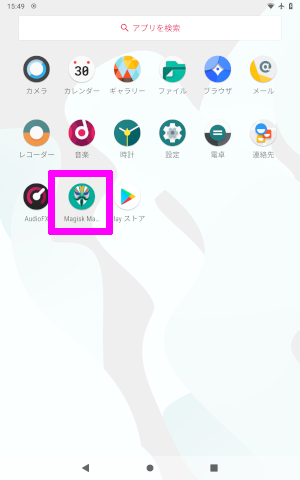 15:49
アプリを検索
30
カメラ
カレンダー
ギャラリー
ファイル
ブラウザ
メール
レコーダー
音楽
時計
設定
電卓
連絡先
AudioFX
Magisk Ma...
Play ストア